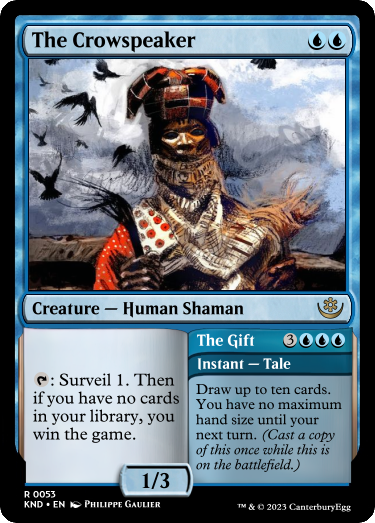 The Crowspeaker
Creature — Human Shaman
: Surveil 1. Then
if you have no cards
in your library, you
win the game.
The Gift 3
Instant — Tale
Draw up to ten cards.
You have no maximum
hand size until your
next turn. (Cast a copy
of this once while this is
on the battlefield.)
1/3
R 0053
KND • EN Philippe Gaulier
™ & © 2023 CanterburyEgg